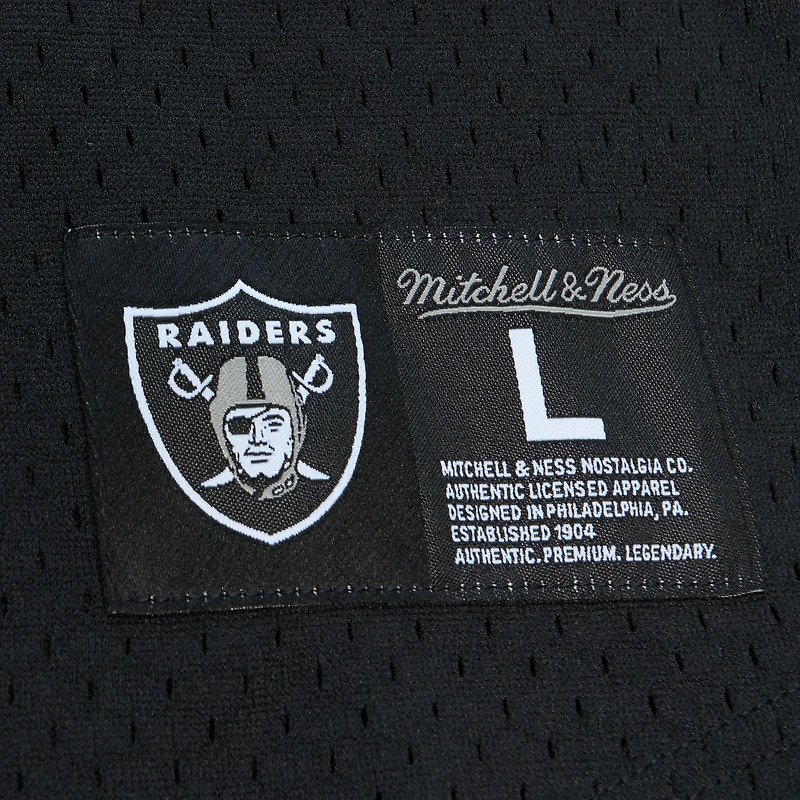 RAIDERS
Mitchell & Ness
L
MITCHELL & NESS NOSTALGIA CO.
AUTHENTIC LICENSED APPAREL
DESIGNED IN PHILADELPHIA, PA.
ESTABLISHED 1904
AUTHENTIC. PREMIUM. LEGENDARY.